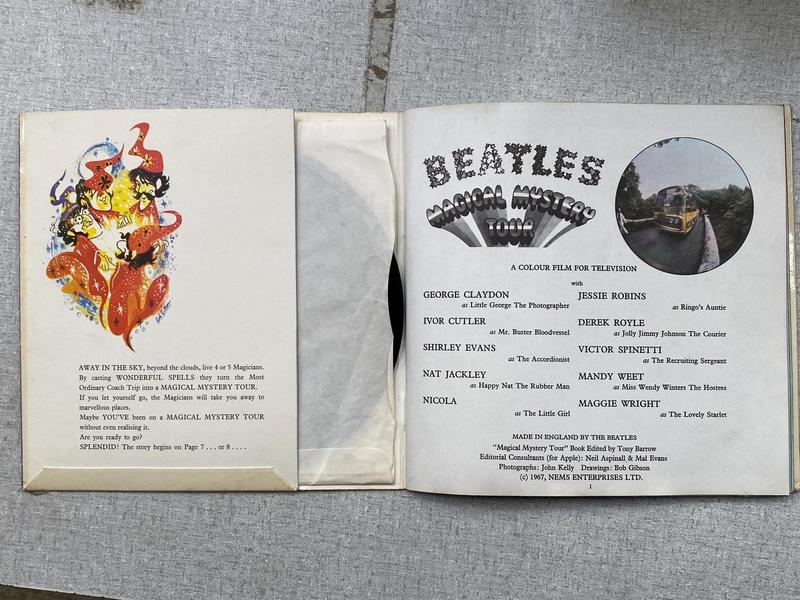 AWAY IN THE SKY, beyond the clouds, live 4 or 5 Magicians.
By casting WONDERFUL SPELLS they turn the Most
Ordinary Coach Trip into a MAGICAL MYSTERY TOUR.
If you let yourself go, the Magicians will take you away to
marvellous places.
Maybe YOU'VE been on a MAGICAL MYSTERY TOUR
without even realising it.
Are you ready to go?
SPLENDID! The story begins on Page 7 . . . or 8 . . . .
BEATLES
MAGICAL MYSTERY
TOUR
A COLOUR FILM FOR TELEVISION
with
GEORGE CLAYDON
as Little George The Photographer
IVOR CUTLER
as Mr. Buster Bloodvessel
SHIRLEY EVANS
as The Accordionist
NAT JACKLEY
as Happy Nat The Rubber Man
NICOLA
as The Little Girl
JESSIE ROBINS
as Ringo's Auntie
DEREK ROYLE
as Jolly Jimmy Johnson The Courier
VICTOR SPINETTI
as The Recruiting Sergeant
MANDY WEET
as Miss Wendy Winters The Hostess
MAGGIE WRIGHT
as The Lovely Starlet
MADE IN ENGLAND BY THE BEATLES
"Magical Mystery Tour" Book Edited by Tony Barrow
Editorial Consultants (for Apple): Neil Aspinall & Mal Evans
Photographs: John Kelly Drawings: Bob Gibson
(c) 1967, NEMS ENTERPRISES LTD.
1